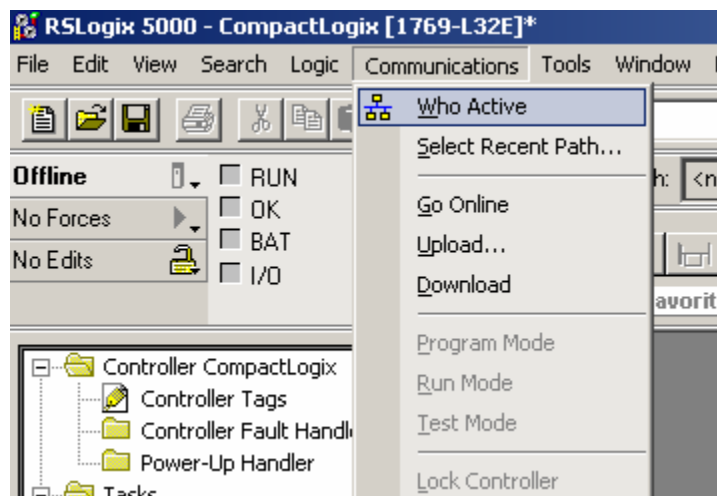 RSLogix 5000 - CompactLogix [1769-L32E]*
File Edit View Search Logic Communications Tools Window
Who Active
Select Recent Path...
Offline
RUN
No Forces
OK
Go Online
BAT
Upload...
No Edits
I/O
Download
Program Mode
Controller CompactLogix
Run Mode
Controller Tags
Test Mode
Controller Fault Handl
Power-Up Handler
Lock Controller
Tasks